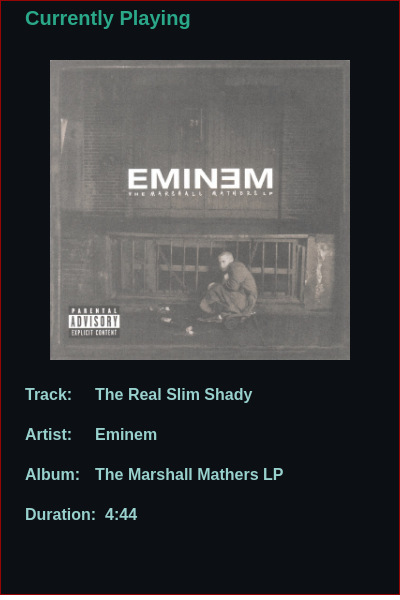 Currently Playing
EMINƎM
THE MARSHALL MATHERS LP
PARENTAL
ADVISORY
EXPLICIT CONTENT
Track: The Real Slim Shady
Artist: Eminem
Album: The Marshall Mathers LP
Duration: 4:44